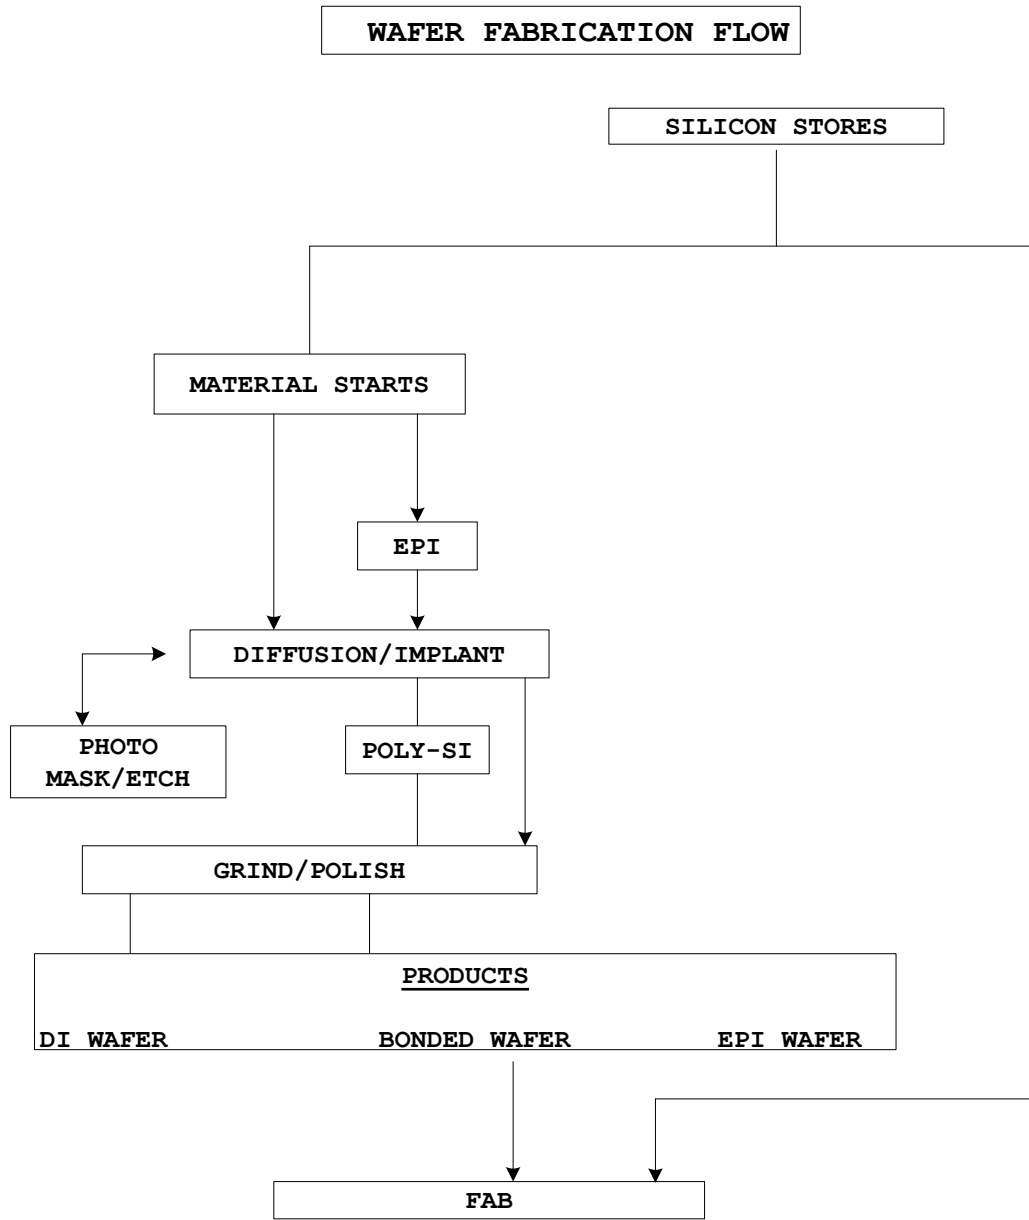 WAFER FABRICATION FLOW
SILICON STORES
MATERIAL STARTS
EPI
DIFFUSION/IMPLANT
PHOTO
MASK/ETCH
POLY-SI
GRIND/POLISH
PRODUCTS
DI WAFER BONDED WAFER EPI WAFER
FAB